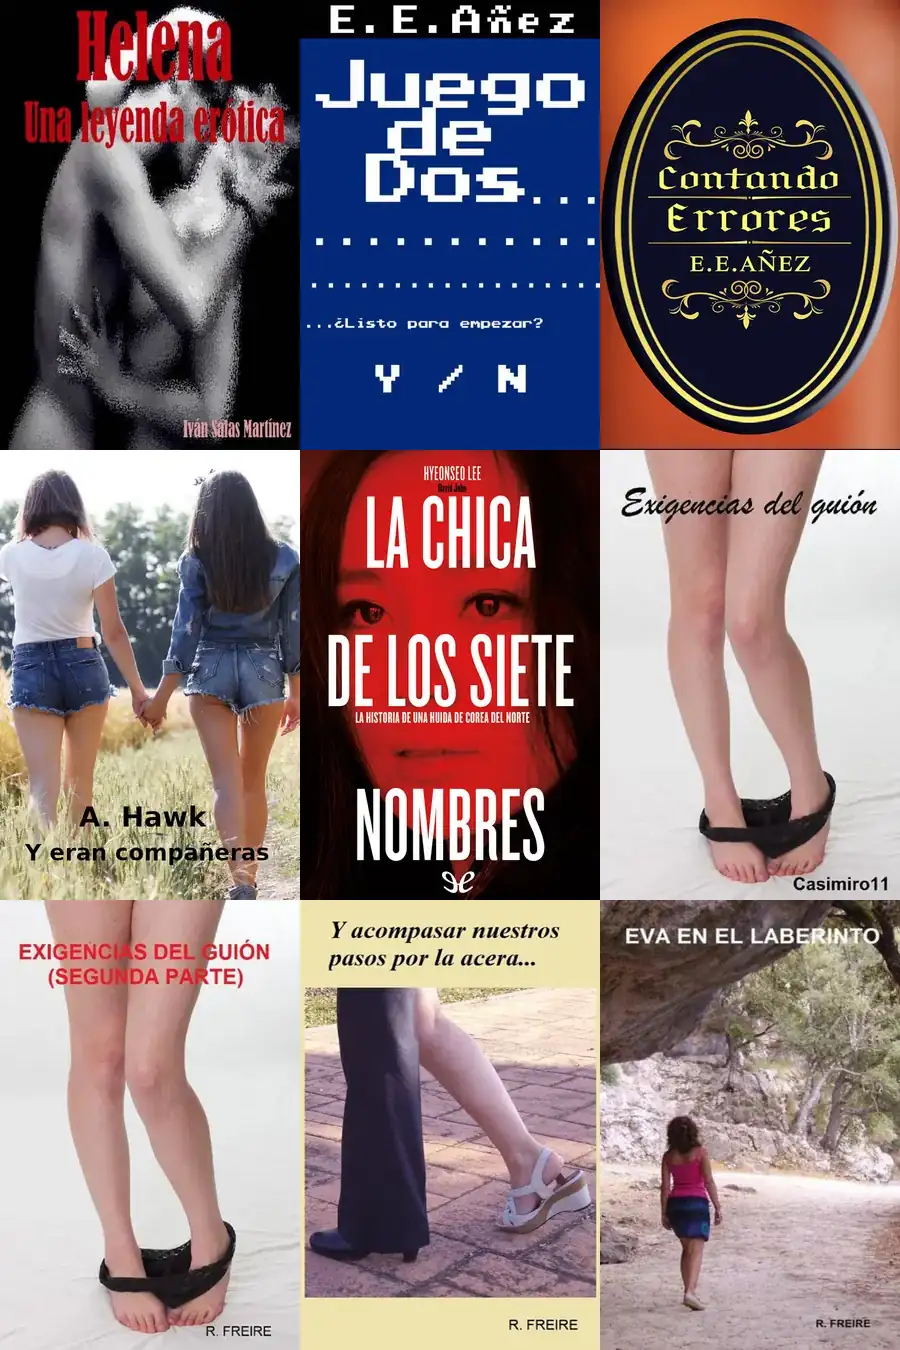 Helena
Una leyenda erótica
Iván Salas Martínez
E.E.Añez
Juego
de
Dos...
...¿Listo para empezar?
Y / N
Contando
Errores
E.E.AÑEZ
A. Hawk
Y eran compañeras
HYEONSEO LEE
David John
LA CHICA
DE LOS SIETE
LA HISTORIA DE UNA HUIDA DE COREA DEL NORTE
NOMBRES
Exigencias del guión
Casimiro11
EXIGENCIAS DEL GUIÓN
(SEGUNDA PARTE)
R. FREIRE
Y acompasar nuestros
pasos por la acera...
R. FREIRE
EVA EN EL LABERINTO
R. FREIRE